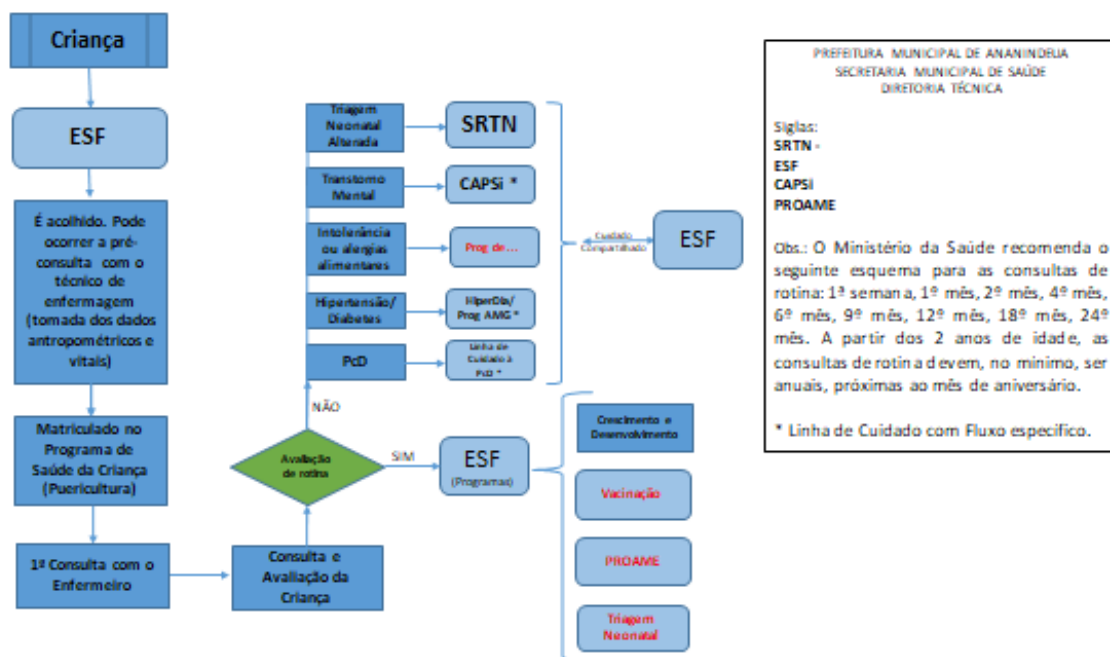 Criança
ESF
É acolhido. Pode
ocorrer a pré-
consulta com o
técnico de
enfermagem
(tomada dos dados
antropométricos e
vitais)
Matriculado no
Programa de
Saúde da Criança
(Puericultura)
1ª Consulta com o
Enfermeiro
Consulta e
Avaliação da
Criança
Avaliação
de rotina
NÃO
SIM
Triagem
Neonatal
Alterada
SRTN
Transtorno
Mental
CAPSi *
Intolerância
ou alergias
alimentares
Prog de...
Hipertensão/
Diabetes
HiperDia/
Prog AMG *
PcD
Linha de
Cuidado à
PcD *
Cuidado
Compartilhado
ESF
ESF
(Programas)
Crescimento e
Desenvolvimento
Vacinação
PROAME
Triagem
Neonatal
PREFEITURA MUNICIPAL DE ANANINDEUA
SECRETARIA MUNICIPAL DE SAÚDE
DIRETORIA TÉCNICA
Siglas:
SRTN -
ESF
CAPSi
PROAME
Obs.: O Ministério da Saúde recomenda o
seguinte esquema para as consultas de
rotina: 1ª semana, 1º mês, 2º mês, 4º mês,
6º mês, 9º mês, 12º mês, 18º mês, 24º
mês. A partir dos 2 anos de idade, as
consultas de rotina devem, no mínimo, ser
anuais, próximas ao mês de aniversário.
* Linha de Cuidado com Fluxo específico.